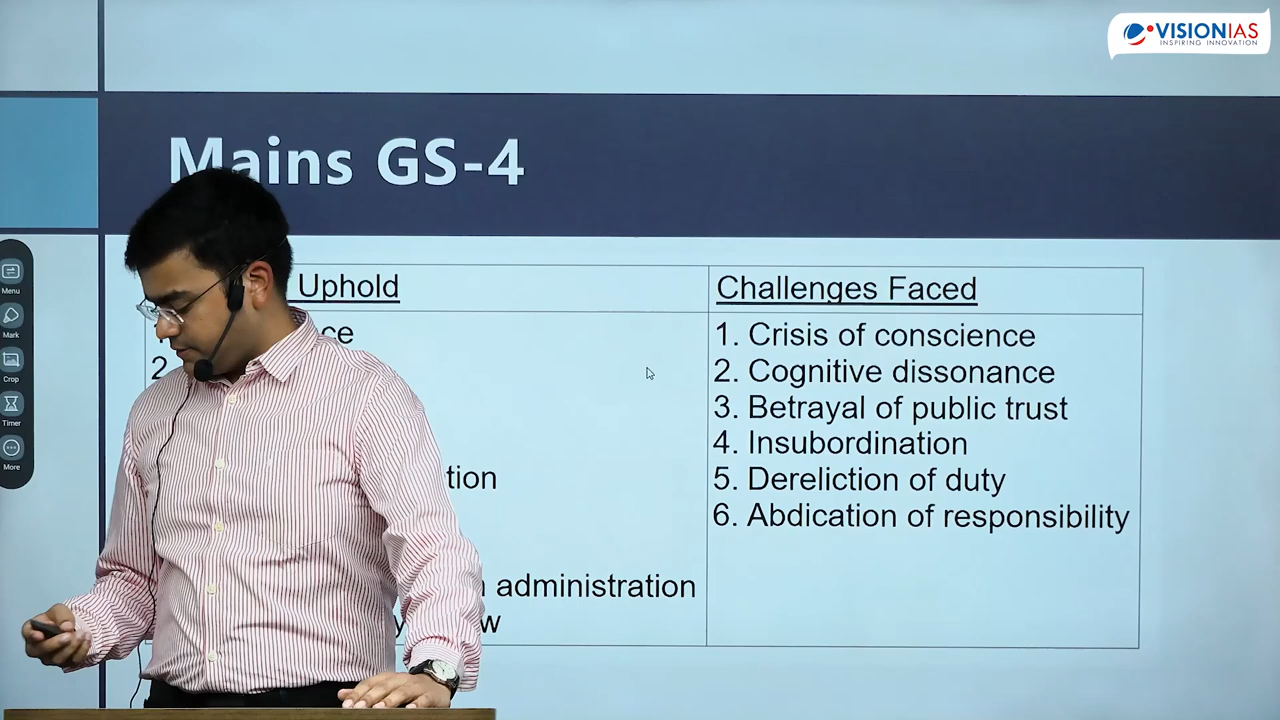 VISIONIAS
INSPIRING INNOVATION
Mains GS-4
Menu
Mark
Crop
Timer
More
Uphold
Challenges Faced
1. Crisis of conscience
2. Cognitive dissonance
3. Betrayal of public trust
4. Insubordination
5. Dereliction of duty
6. Abdication of responsibility
2
administration